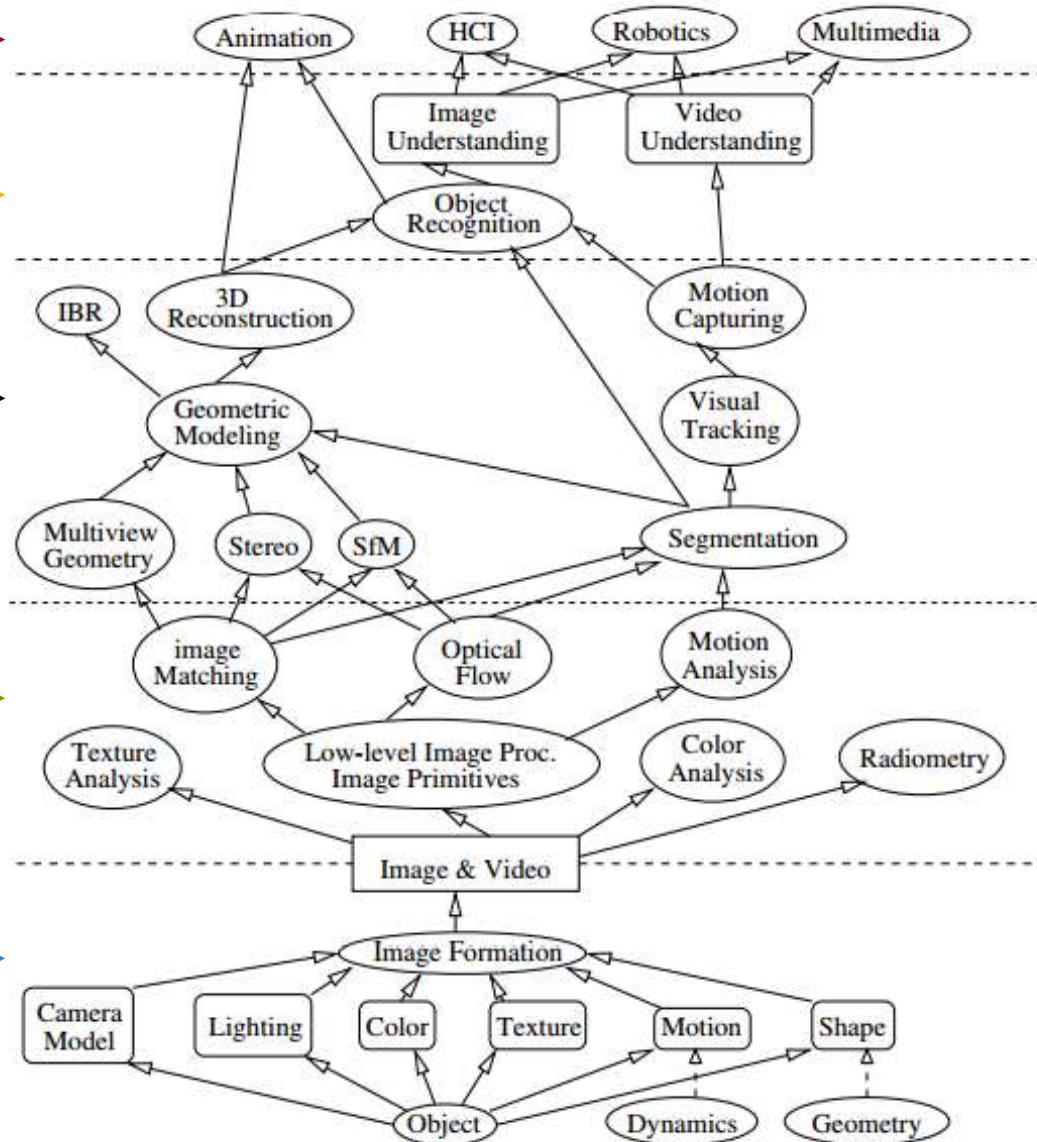 Animation
HCI
Robotics
Multimedia
Image
Understanding
Video
Understanding
Object
Recognition
IBR
3D
Reconstruction
Motion
Capturing
Geometric
Modeling
Visual
Tracking
Multiview
Geometry
Stereo
SfM
Segmentation
image
Matching
Optical
Flow
Motion
Analysis
Texture
Analysis
Low-level Image Proc.
Image Primitives
Color
Analysis
Radiometry
Image & Video
Image Formation
Camera
Model
Lighting
Color
Texture
Motion
Shape
Object
Dynamics
Geometry